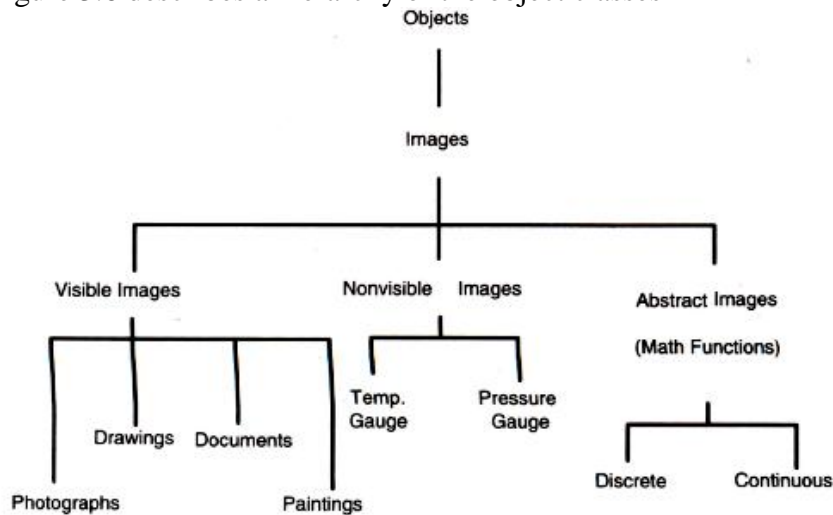 Objects
Images
Visible Images
Nonvisible Images
Abstract Images
(Math Functions)
Temp.
Gauge
Pressure
Gauge
Drawings
Documents
Photographs
Paintings
Discrete
Continuous